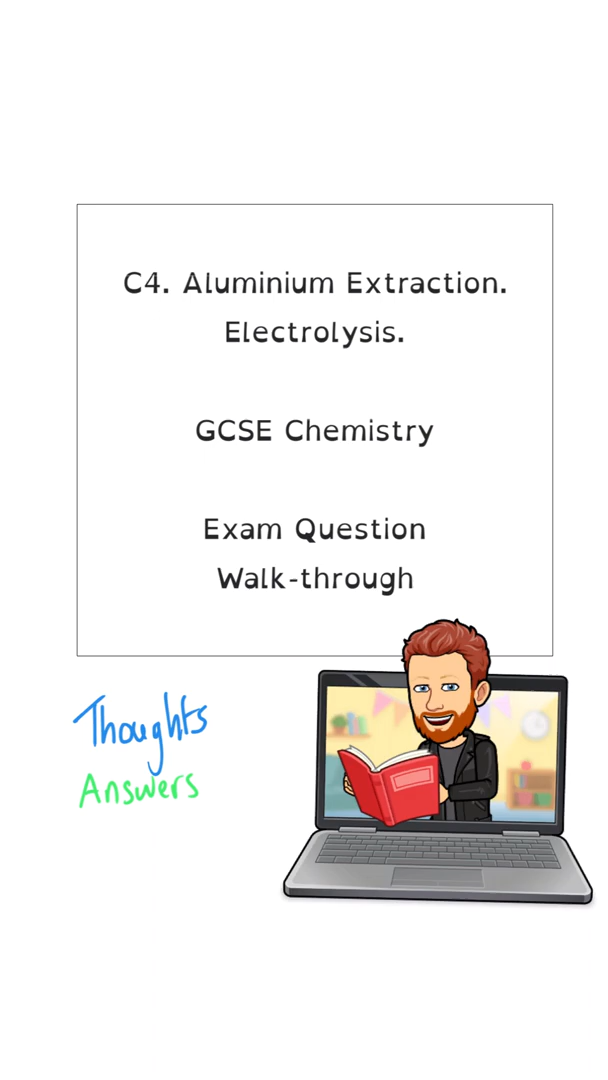 C4. Aluminium Extraction.
Electrolysis.
GCSE Chemistry
Exam Question
Walk-through
Thoughts
Answers